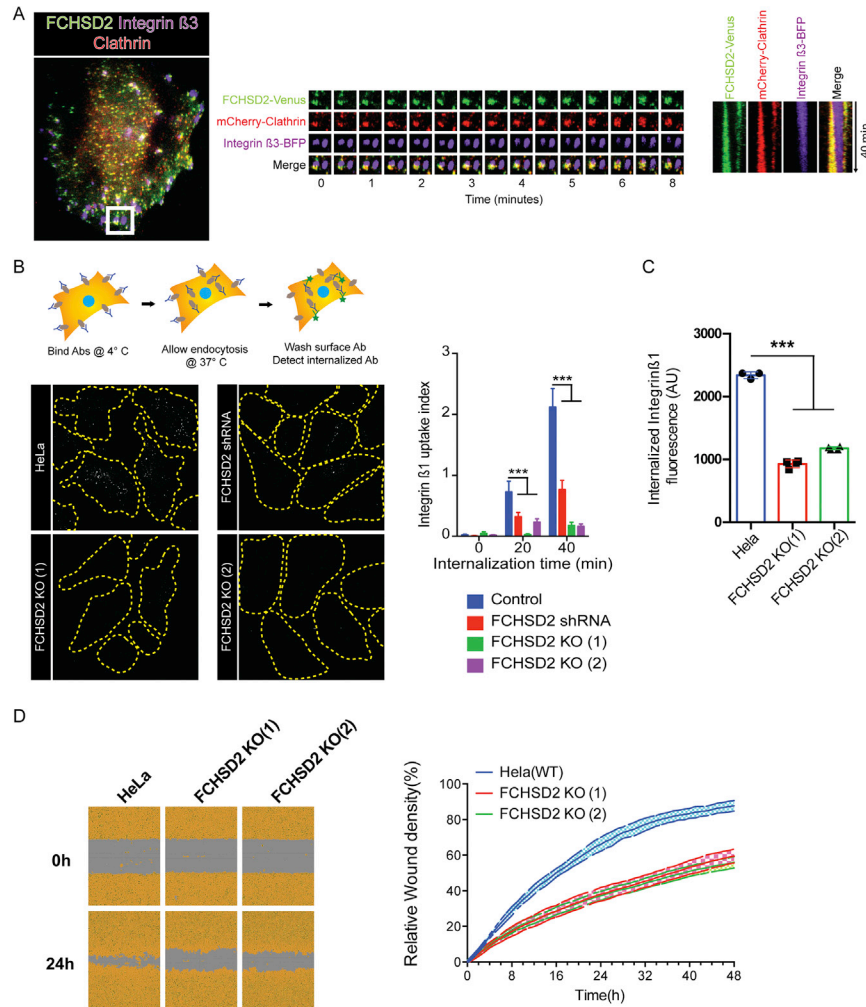 A
FCHSD2 Integrin ß3
Clathrin
FCHSD2-Venus
mCherry-Clathrin
Integrin ß3-BFP
Merge
0 1 2 3 4 5 6 7 8
Time (minutes)
FCHSD2-Venus
mCherry-Clathrin
Integrin ß3-BFP
Merge
40 min
B
Bind Abs @ 4° C
Allow endocytosis
@ 37° C
Wash surface Ab
Detect internalized Ab
HeLa
FCHSD2 shRNA
FCHSD2 KO (1)
FCHSD2 KO (2)
Integrin ß1 uptake index
3
2
1
0
***
***
0 20 40
Internalization time (min)
Control
FCHSD2 shRNA
FCHSD2 KO (1)
FCHSD2 KO (2)
C
Internalized Integrinß1
fluorescence (AU)
3000
2000
1000
0
***
Hela
FCHSD2 KO(1)
FCHSD2 KO(2)
D
HeLa
FCHSD2 KO(1)
FCHSD2 KO(2)
0h
24h
Relative Wound density(%)
100
80
60
40
20
0
Hela(WT)
FCHSD2 KO (1)
FCHSD2 KO (2)
0 8 16 24 32 40 48
Time(h)